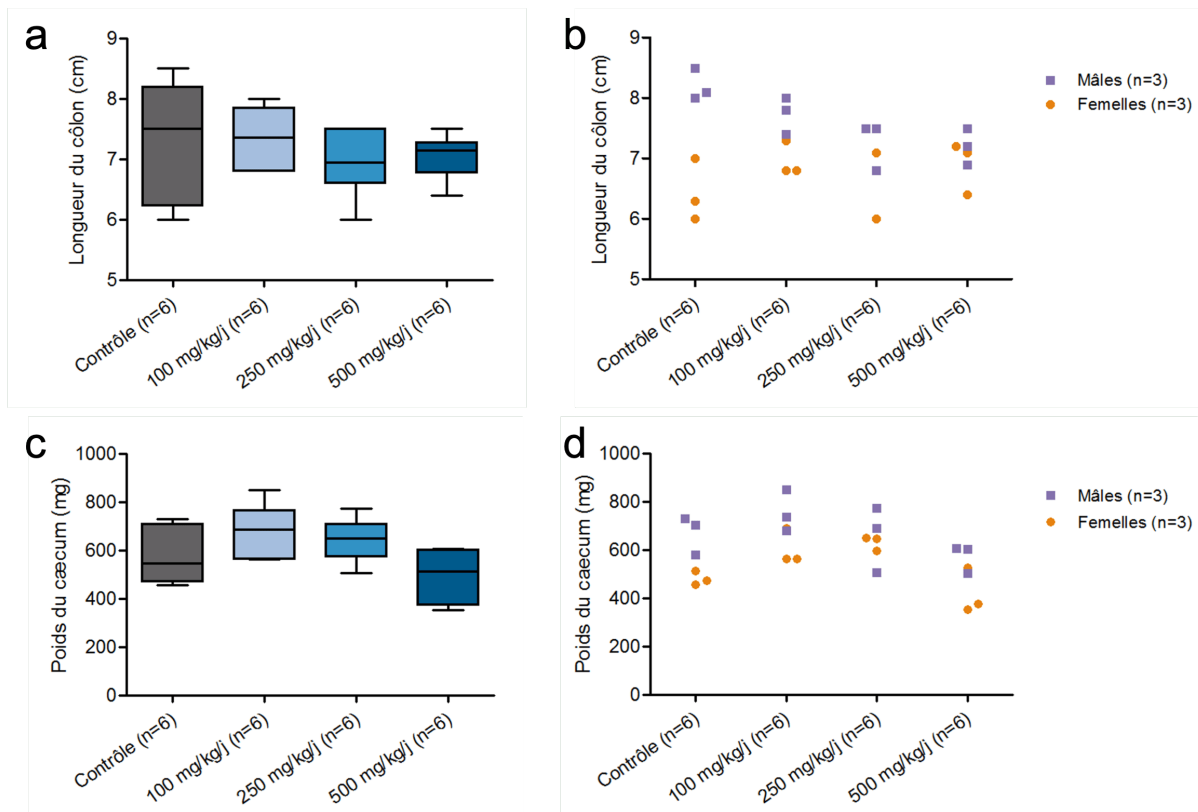 a
Longueur du côlon (cm)
9
8
7
6
5
Contrôle (n=6)
100 mg/kg/j (n=6)
250 mg/kg/j (n=6)
500 mg/kg/j (n=6)
b
Longueur du côlon (cm)
9
8
7
6
5
Contrôle (n=6)
100 mg/kg/j (n=6)
250 mg/kg/j (n=6)
500 mg/kg/j (n=6)
Mâles (n=3)
Femelles (n=3)
c
Poids du cæcum (mg)
1000
800
600
400
200
0
Contrôle (n=6)
100 mg/kg/j (n=6)
250 mg/kg/j (n=6)
500 mg/kg/j (n=6)
d
Poids du caecum (mg)
1000
800
600
400
200
0
Contrôle (n=6)
100 mg/kg/j (n=6)
250 mg/kg/j (n=6)
500 mg/kg/j (n=6)
Mâles (n=3)
Femelles (n=3)